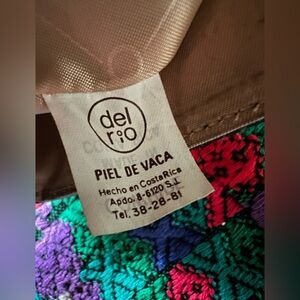 del
rio
PIEL DE VACA
Hecho en Costa Rica
Apdo. 8-6120 S.J.
Tel. 38-28-81